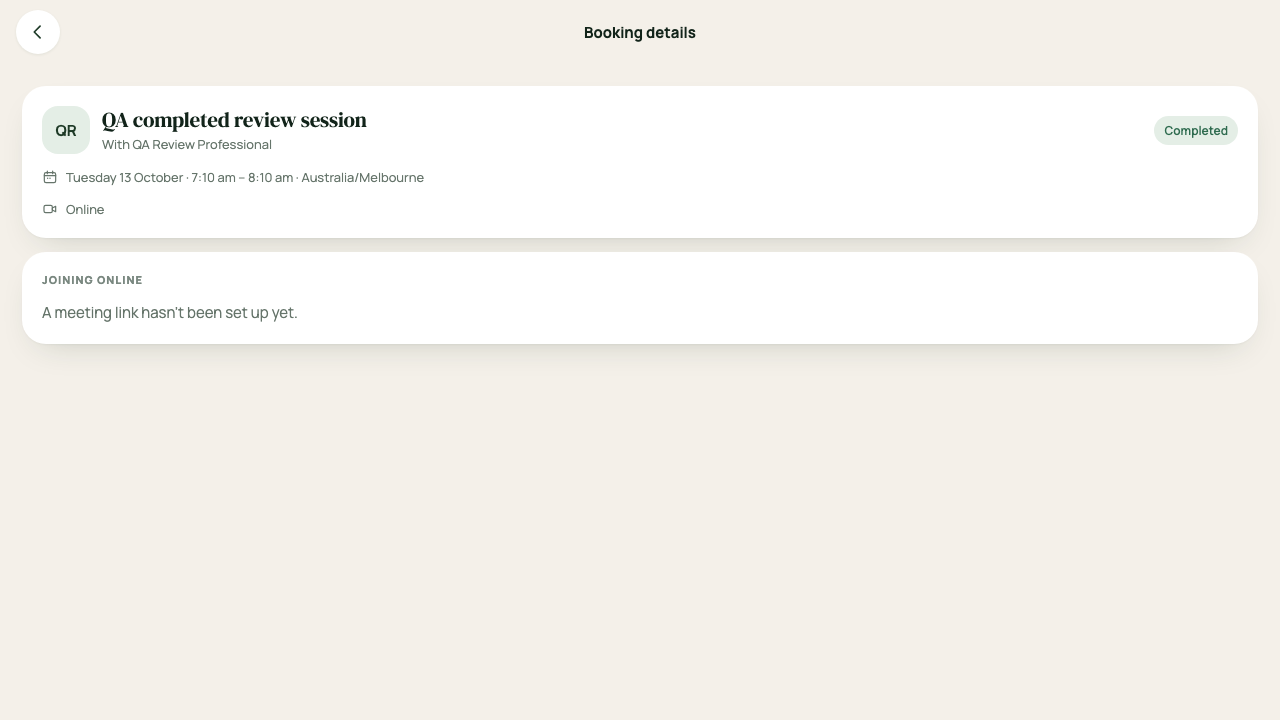 Booking details
QR
QA completed review session
With QA Review Professional
Completed
Tuesday 13 October · 7:10 am – 8:10 am · Australia/Melbourne
Online
JOINING ONLINE
A meeting link hasn't been set up yet.